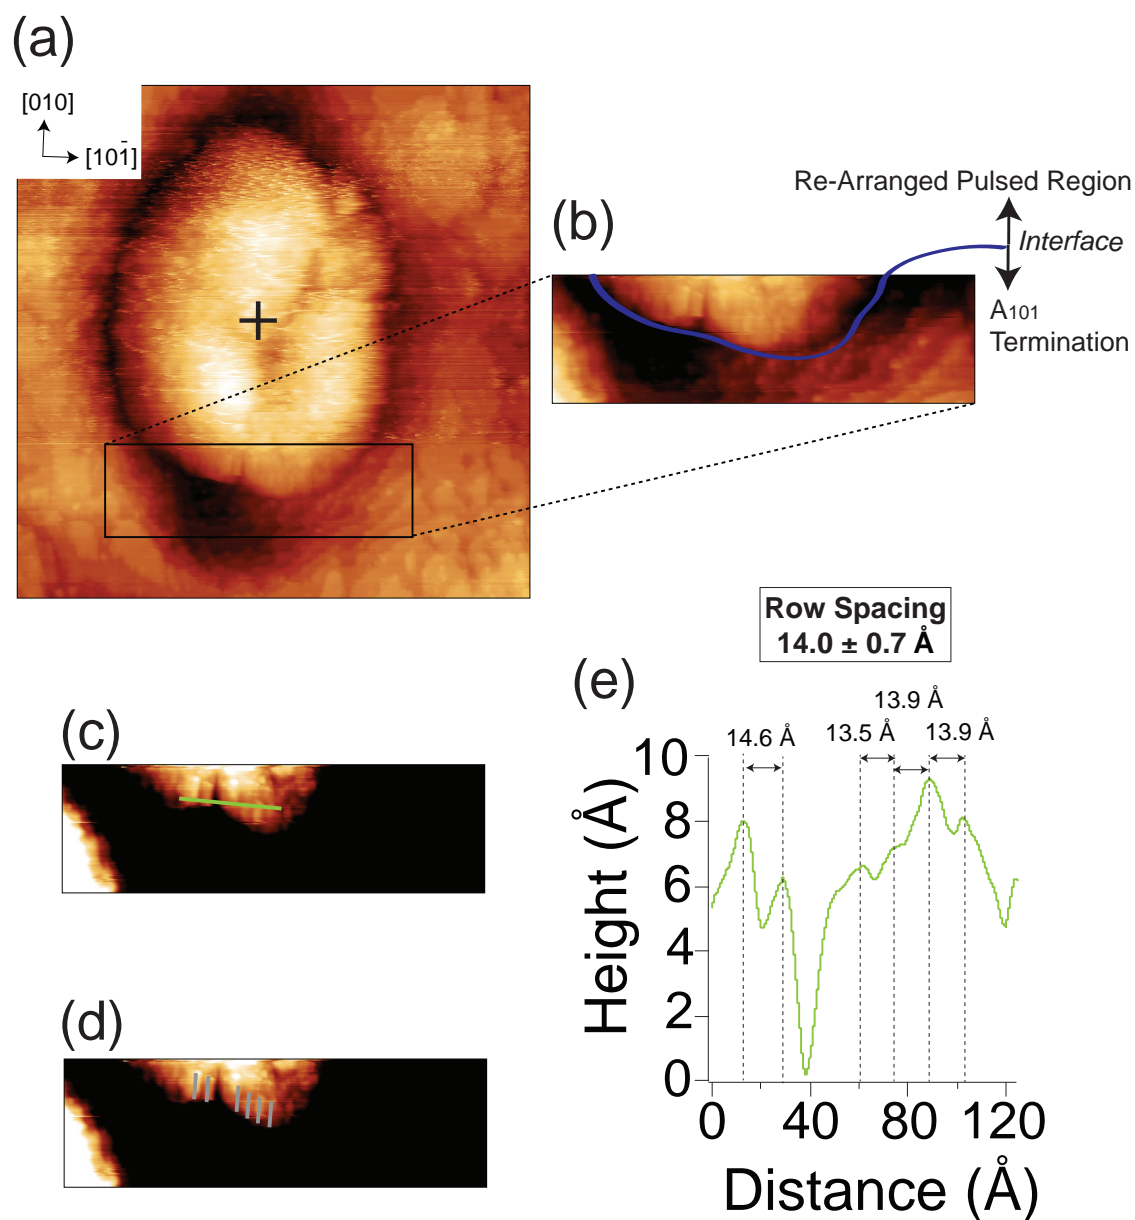 (a)
[010]
[101̄]
Re-Arranged Pulsed Region
(b)
Interface
A101
Termination
Row Spacing
14.0 ± 0.7 Å
(e)
13.9 Å
14.6 Å
13.5 Å
13.9 Å
(c)
(d)
10
8
6
4
2
0
Height (Å)
0
40
80
120
Distance (Å)